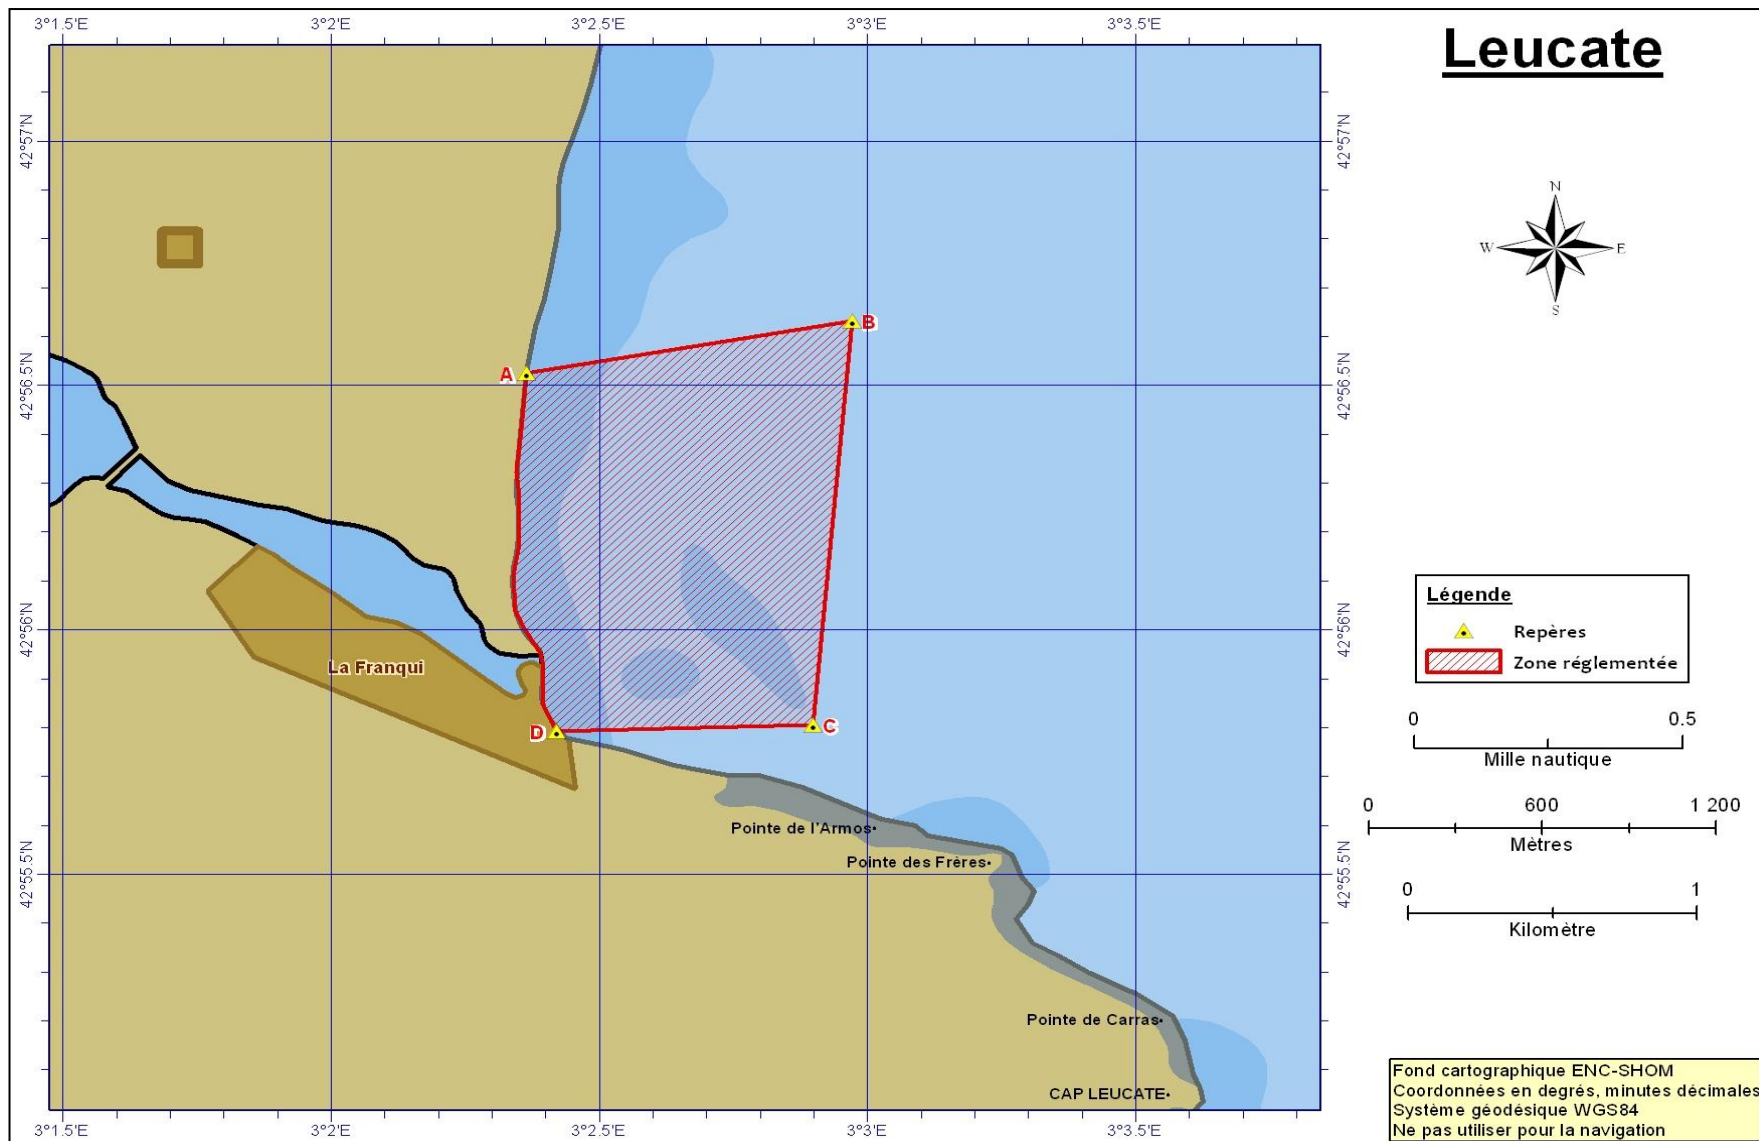 3°1.5'E 3°2'E 3°2.5'E 3°3'E 3°3.5'E
Leucate
42°57'N 42°57'N
N
W E
S
B
A
42°56.5'N 42°56.5'N
Légende
Repères
Zone réglementée
42°56'N 42°56'N
La Franqui
D C
0 0.5
Mille nautique
0 600 1 200
Mètres
Pointe de l'Armos
Pointe des Frères
42°55.5'N 42°55.5'N
0 1
Kilomètre
Pointe de Carras
CAP LEUCATE
Fond cartographique ENC-SHOM
Coordonnées en degrés, minutes décimales
Système géodésique WGS84
Ne pas utiliser pour la navigation
3°1.5'E 3°2'E 3°2.5'E 3°3'E 3°3.5'E